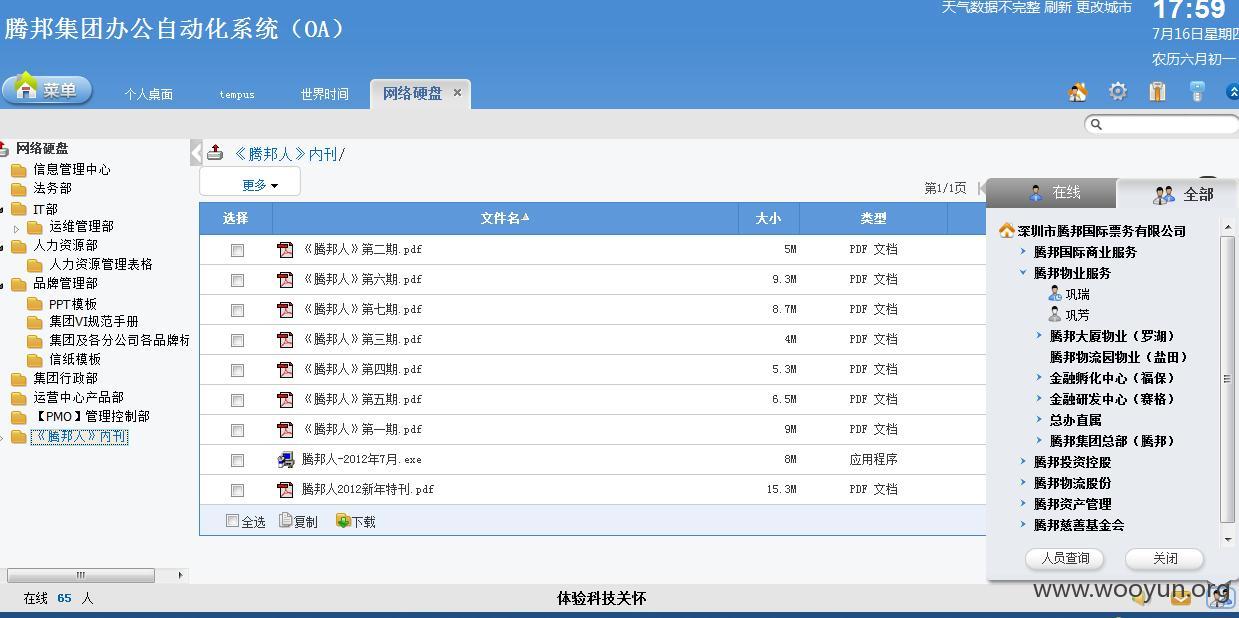 腾邦集团办公自动化系统（OA）
天气数据不完整 刷新 更改城市
17:59
7月16日星期四
农历六月初一
菜单
个人桌面
tempus
世界时间
网络硬盘
网络硬盘
信息管理中心
法务部
IT部
运维管理部
人力资源部
人力资源管理表格
品牌管理部
PPT模板
集团VI规范手册
集团及各分公司各品牌标
信纸模板
集团行政部
运营中心产品部
【PMO】管理控制部
《腾邦人》内刊
《腾邦人》内刊/
更多
第1/1页
选择 文件名 大小 类型
《腾邦人》第二期.pdf 5M PDF 文档
《腾邦人》第六期.pdf 9.3M PDF 文档
《腾邦人》第七期.pdf 8.7M PDF 文档
《腾邦人》第三期.pdf 4M PDF 文档
《腾邦人》第四期.pdf 5.3M PDF 文档
《腾邦人》第五期.pdf 6.5M PDF 文档
《腾邦人》第一期.pdf 9M PDF 文档
腾邦人-2012年7月.exe 8M 应用程序
腾邦人2012新年特刊.pdf 15.3M PDF 文档
全选 复制 下载
在线 全部
深圳市腾邦国际票务有限公司
腾邦国际商业服务
腾邦物业服务
巩瑞
巩芳
腾邦大厦物业（罗湖）
腾邦物流园物业（盐田）
金融孵化中心（福保）
金融研发中心（赛格）
总办直属
腾邦集团总部（腾邦）
腾邦投资控股
腾邦物流股份
腾邦资产管理
腾邦慈善基金会
人员查询 关闭
在线 65 人
体验科技关怀
www.wooyun.org